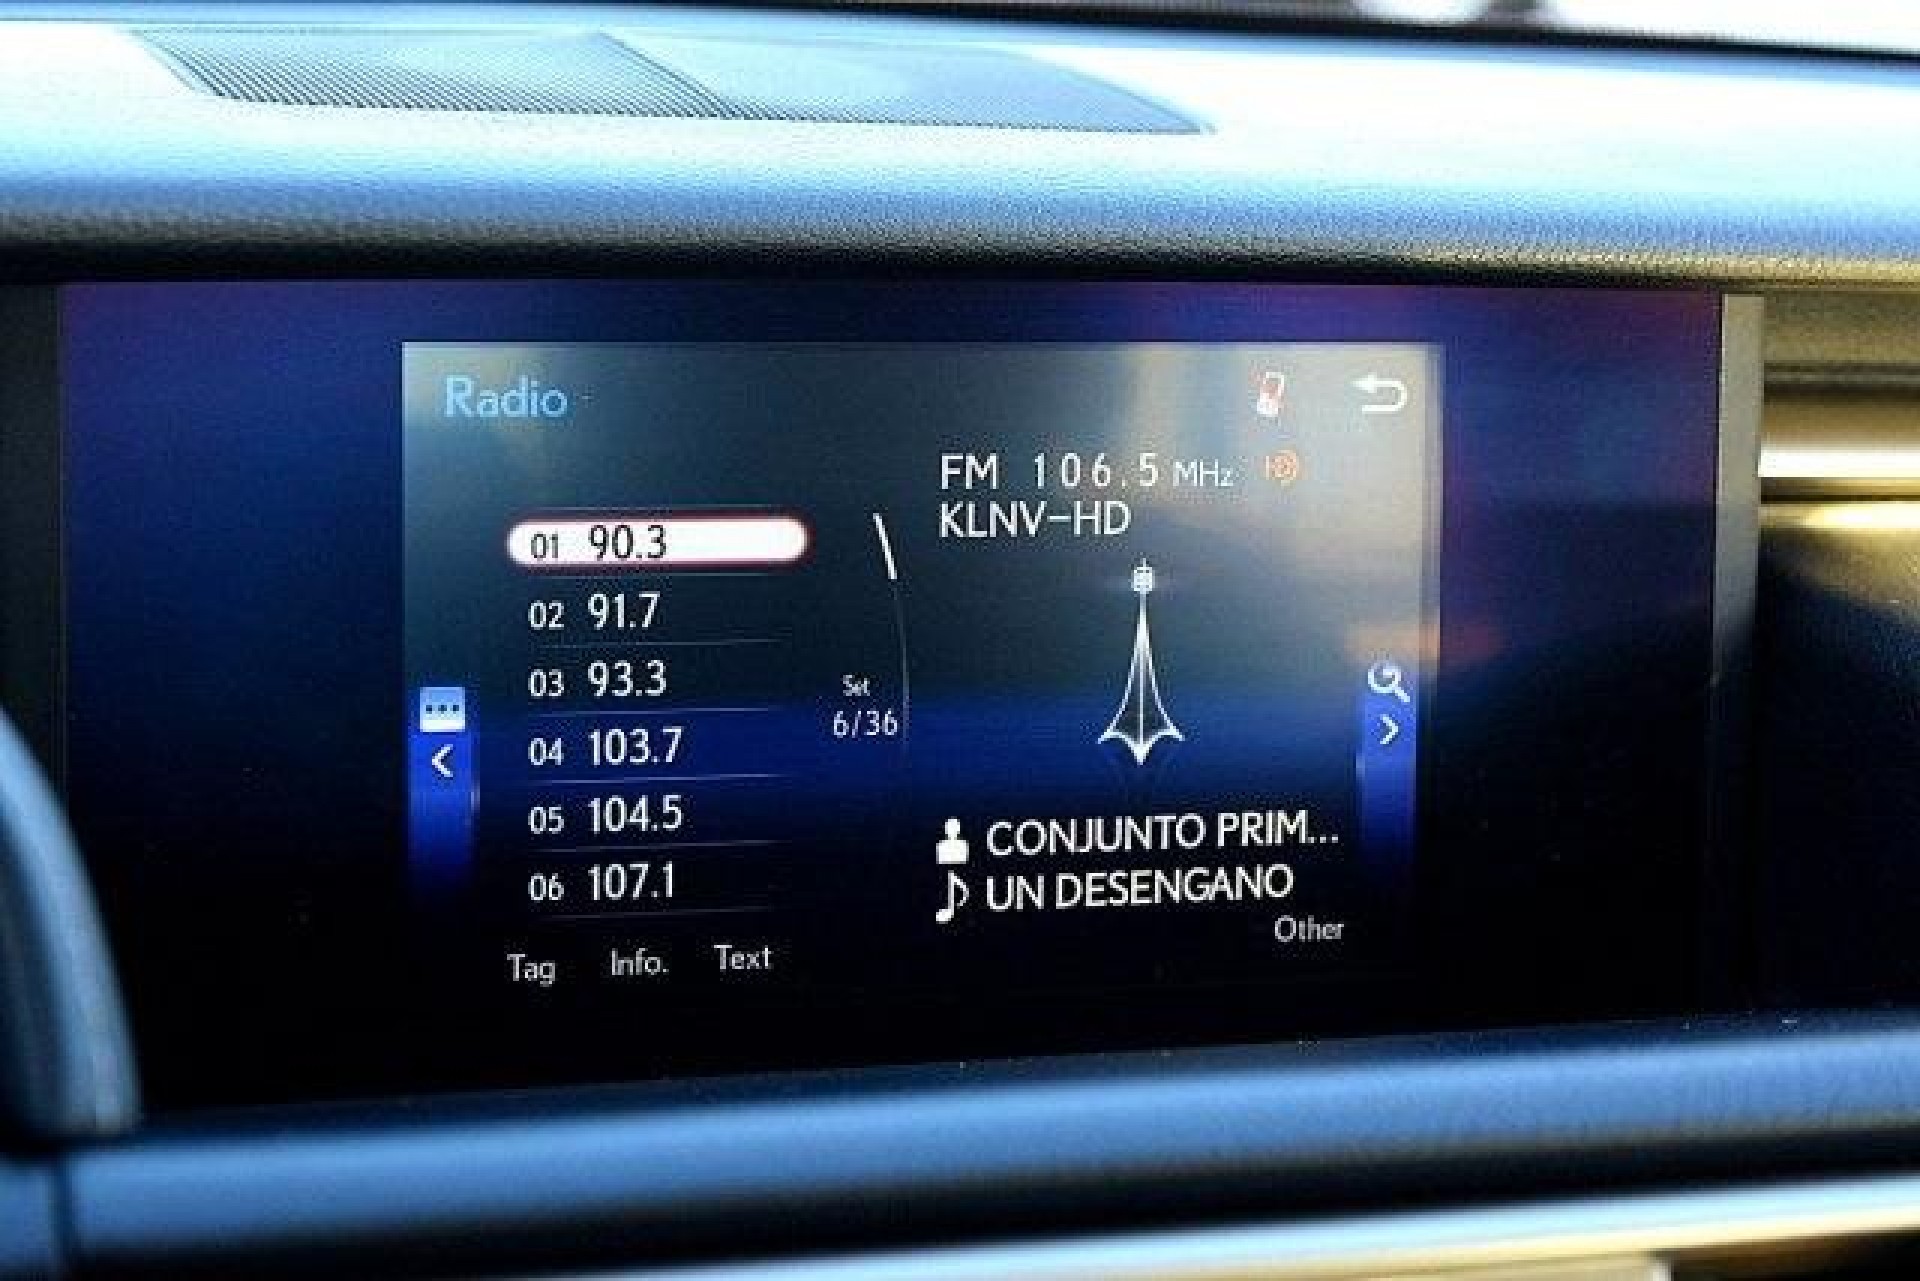 Radio
FM 106.5 MHz HD
KLNV-HD
01 90.3
02 91.7
03 93.3
04 103.7
05 104.5
06 107.1
Set
6/36
CONJUNTO PRIM...
UN DESENGANO
Other
Tag Info. Text